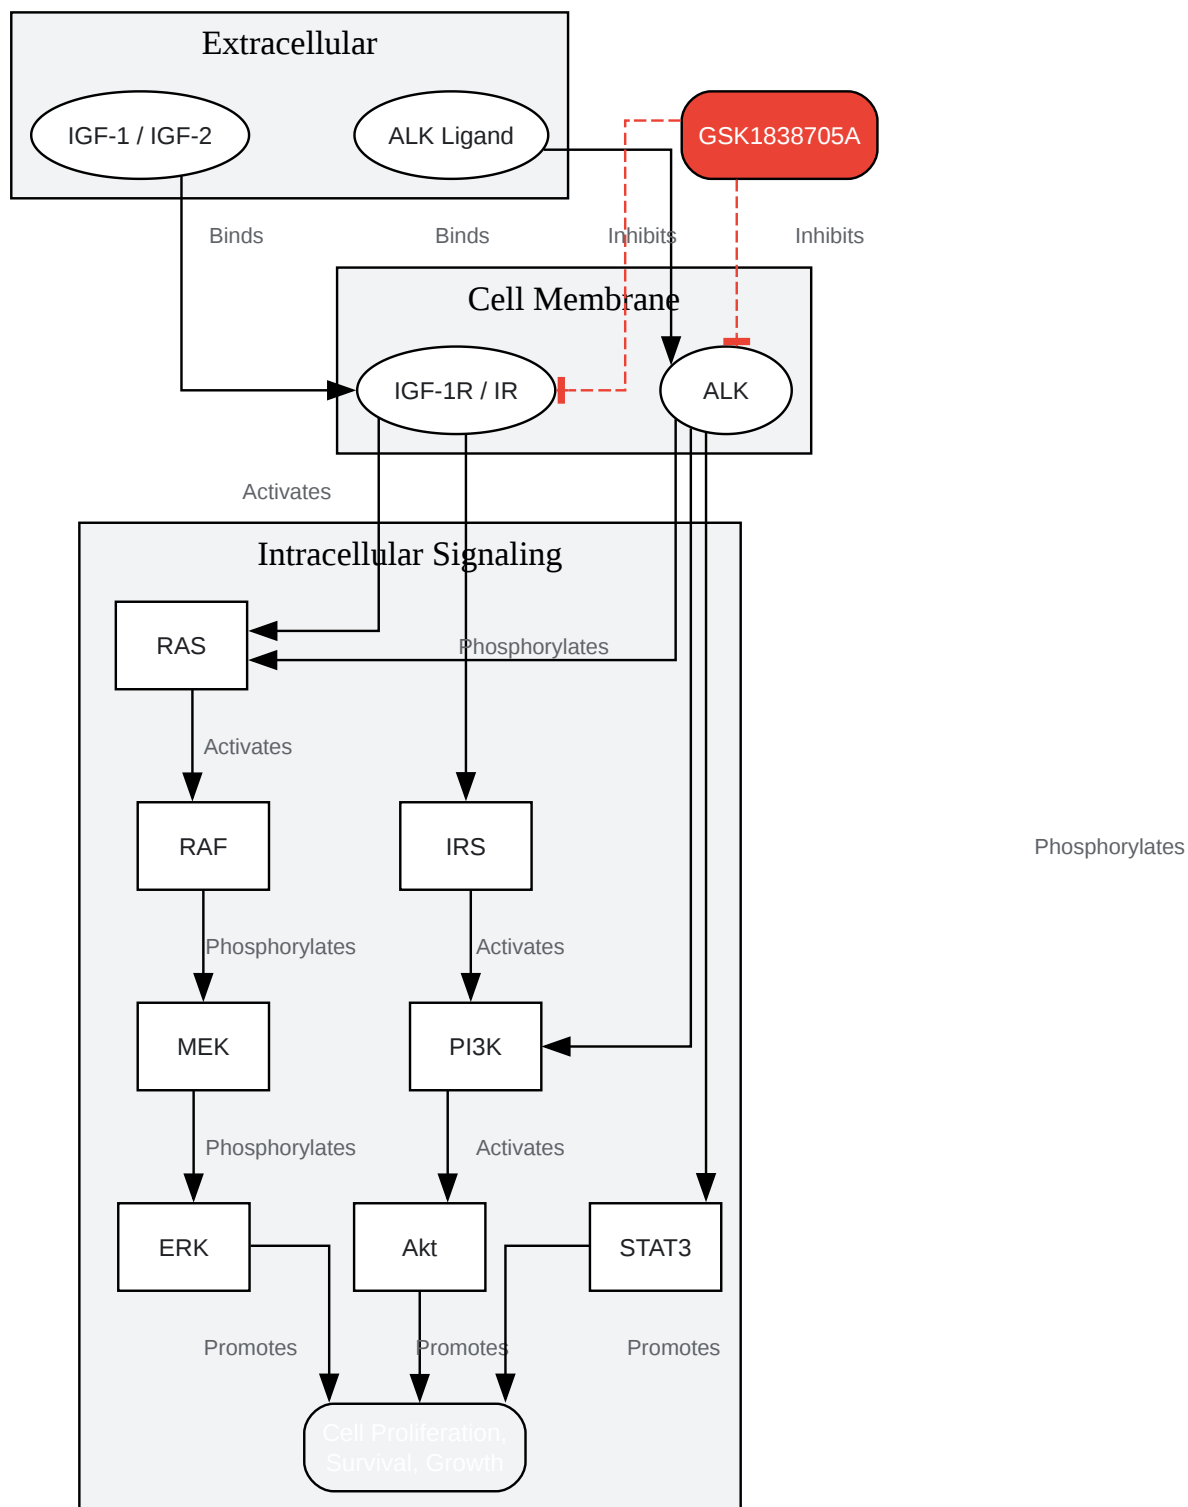 Extracellular
IGF-1 / IGF-2
ALK Ligand
GSK1838705A
Binds
Binds
Inhibits
Inhibits
Cell Membrane
IGF-1R / IR
ALK
Activates
Intracellular Signaling
RAS
Phosphorylates
Activates
RAF
IRS
Phosphorylates
Phosphorylates
Activates
MEK
PI3K
Phosphorylates
Activates
ERK
Akt
STAT3
Promotes
Promotes
Promotes
Cell Proliferation,
Survival, Growth